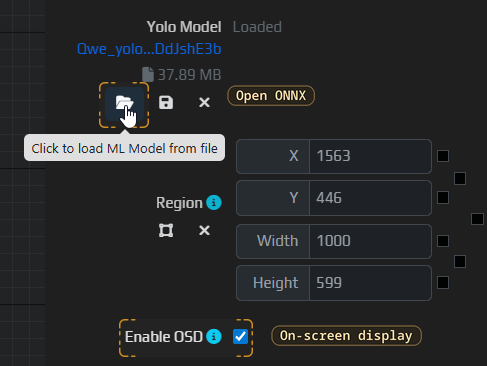 Yolo Model Loaded
Qwe_yolo...DdJshE3b
37.89 MB
Open ONNX
Click to load ML Model from file
X 1563
Y 446
Region
Width 1000
Height 599
Enable OSD
On-screen display